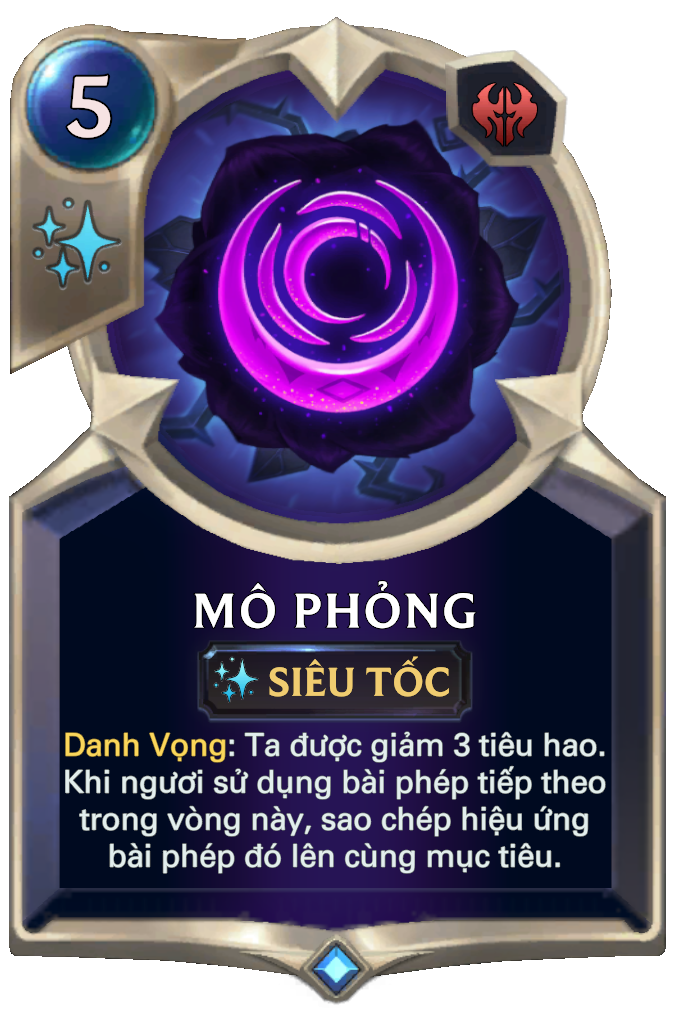 5
MÔ PHỎNG
SIÊU TỐC
Danh Vọng: Ta được giảm 3 tiêu hao.
Khi ngươi sử dụng bài phép tiếp theo
trong vòng này, sao chép hiệu ứng
bài phép đó lên cùng mục tiêu.